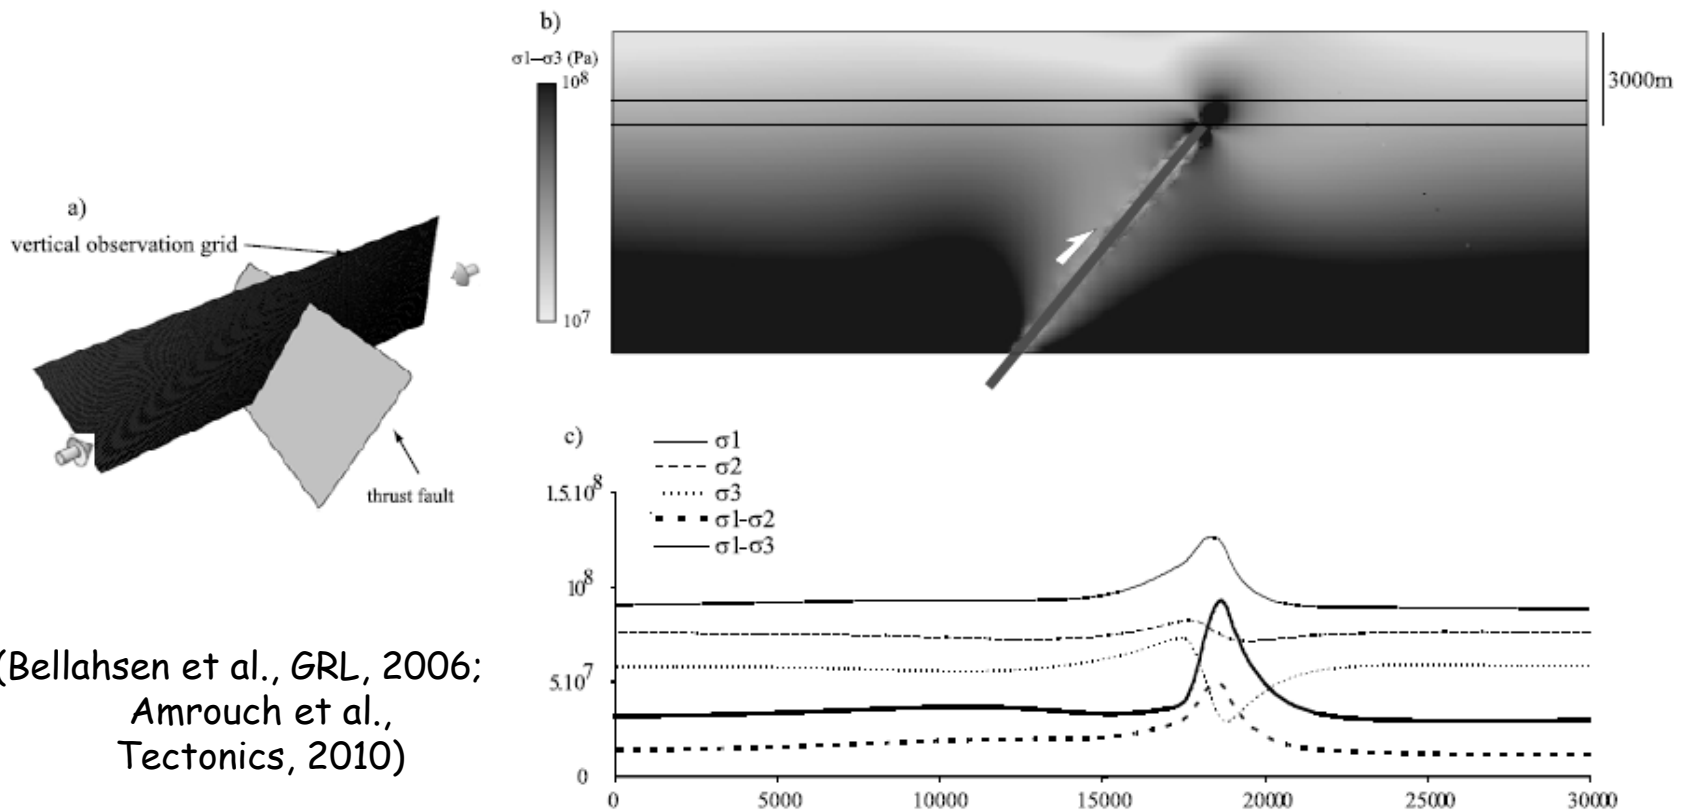 a)
vertical observation grid
thrust fault
b)
σ1–σ3 (Pa)
10⁸
10⁷
3000m
c)
σ1
σ2
σ3
σ1-σ2
σ1-σ3
1.5.10⁸
10⁸
5.10⁷
0
0 5000 10000 15000 20000 25000 30000
(Bellahsen et al., GRL, 2006;
Amrouch et al.,
Tectonics, 2010)